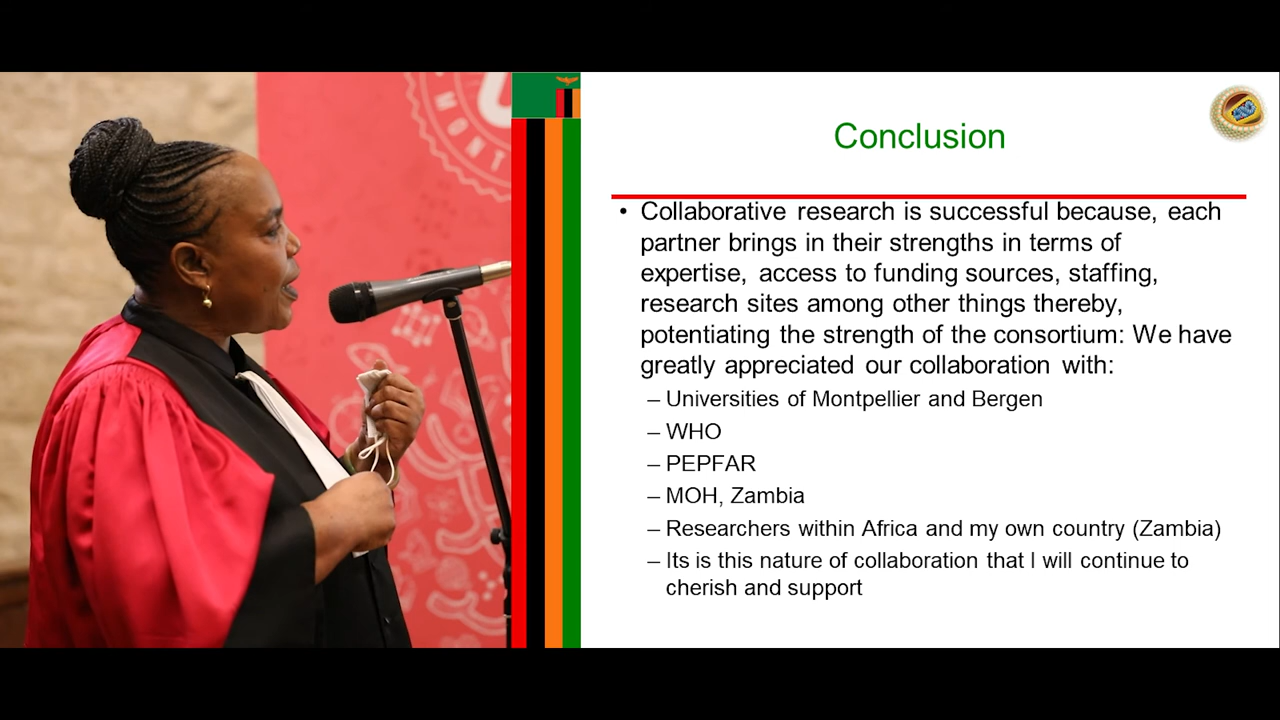 MONT
Conclusion
• Collaborative research is successful because, each
partner brings in their strengths in terms of
expertise, access to funding sources, staffing,
research sites among other things thereby,
potentiating the strength of the consortium: We have
greatly appreciated our collaboration with:
– Universities of Montpellier and Bergen
– WHO
– PEPFAR
– MOH, Zambia
– Researchers within Africa and my own country (Zambia)
– Its is this nature of collaboration that I will continue to
cherish and support